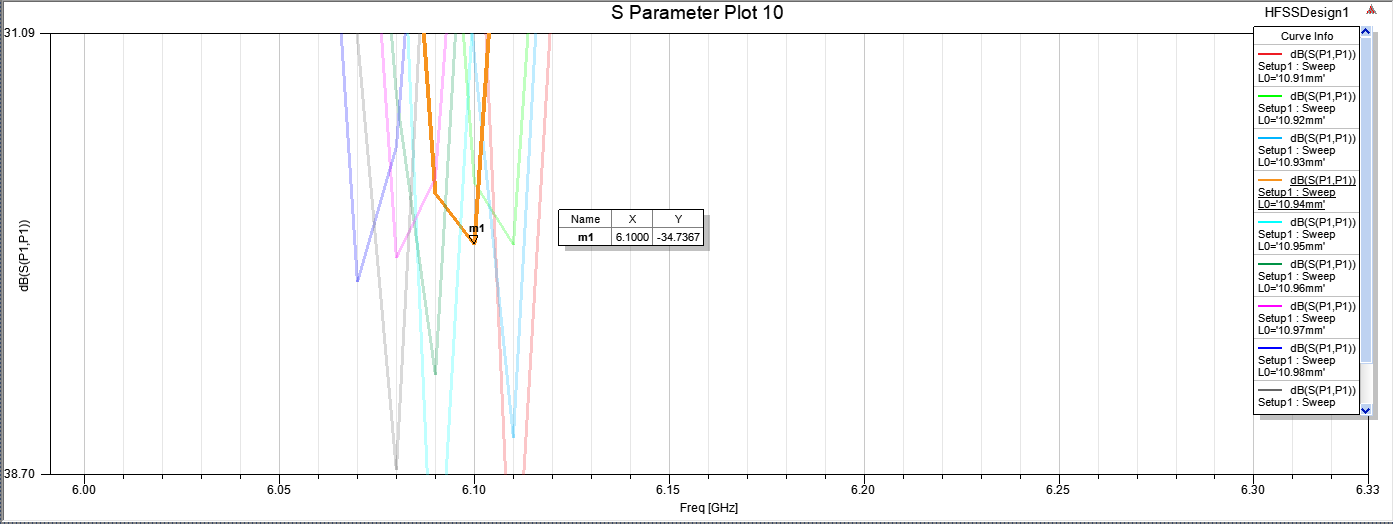 S Parameter Plot 10
HFSSDesign1
31.09
38.70
dB(S(P1,P1))
6.00
6.05
6.10
6.15
6.20
6.25
6.30
6.33
Freq [GHz]
m1
Name X Y
m1 6.1000 -34.7367
Curve Info
dB(S(P1,P1))
Setup1 : Sweep
L0='10.91mm'
dB(S(P1,P1))
Setup1 : Sweep
L0='10.92mm'
dB(S(P1,P1))
Setup1 : Sweep
L0='10.93mm'
dB(S(P1,P1))
Setup1 : Sweep
L0='10.94mm'
dB(S(P1,P1))
Setup1 : Sweep
L0='10.95mm'
dB(S(P1,P1))
Setup1 : Sweep
L0='10.96mm'
dB(S(P1,P1))
Setup1 : Sweep
L0='10.97mm'
dB(S(P1,P1))
Setup1 : Sweep
L0='10.98mm'
dB(S(P1,P1))
Setup1 : Sweep